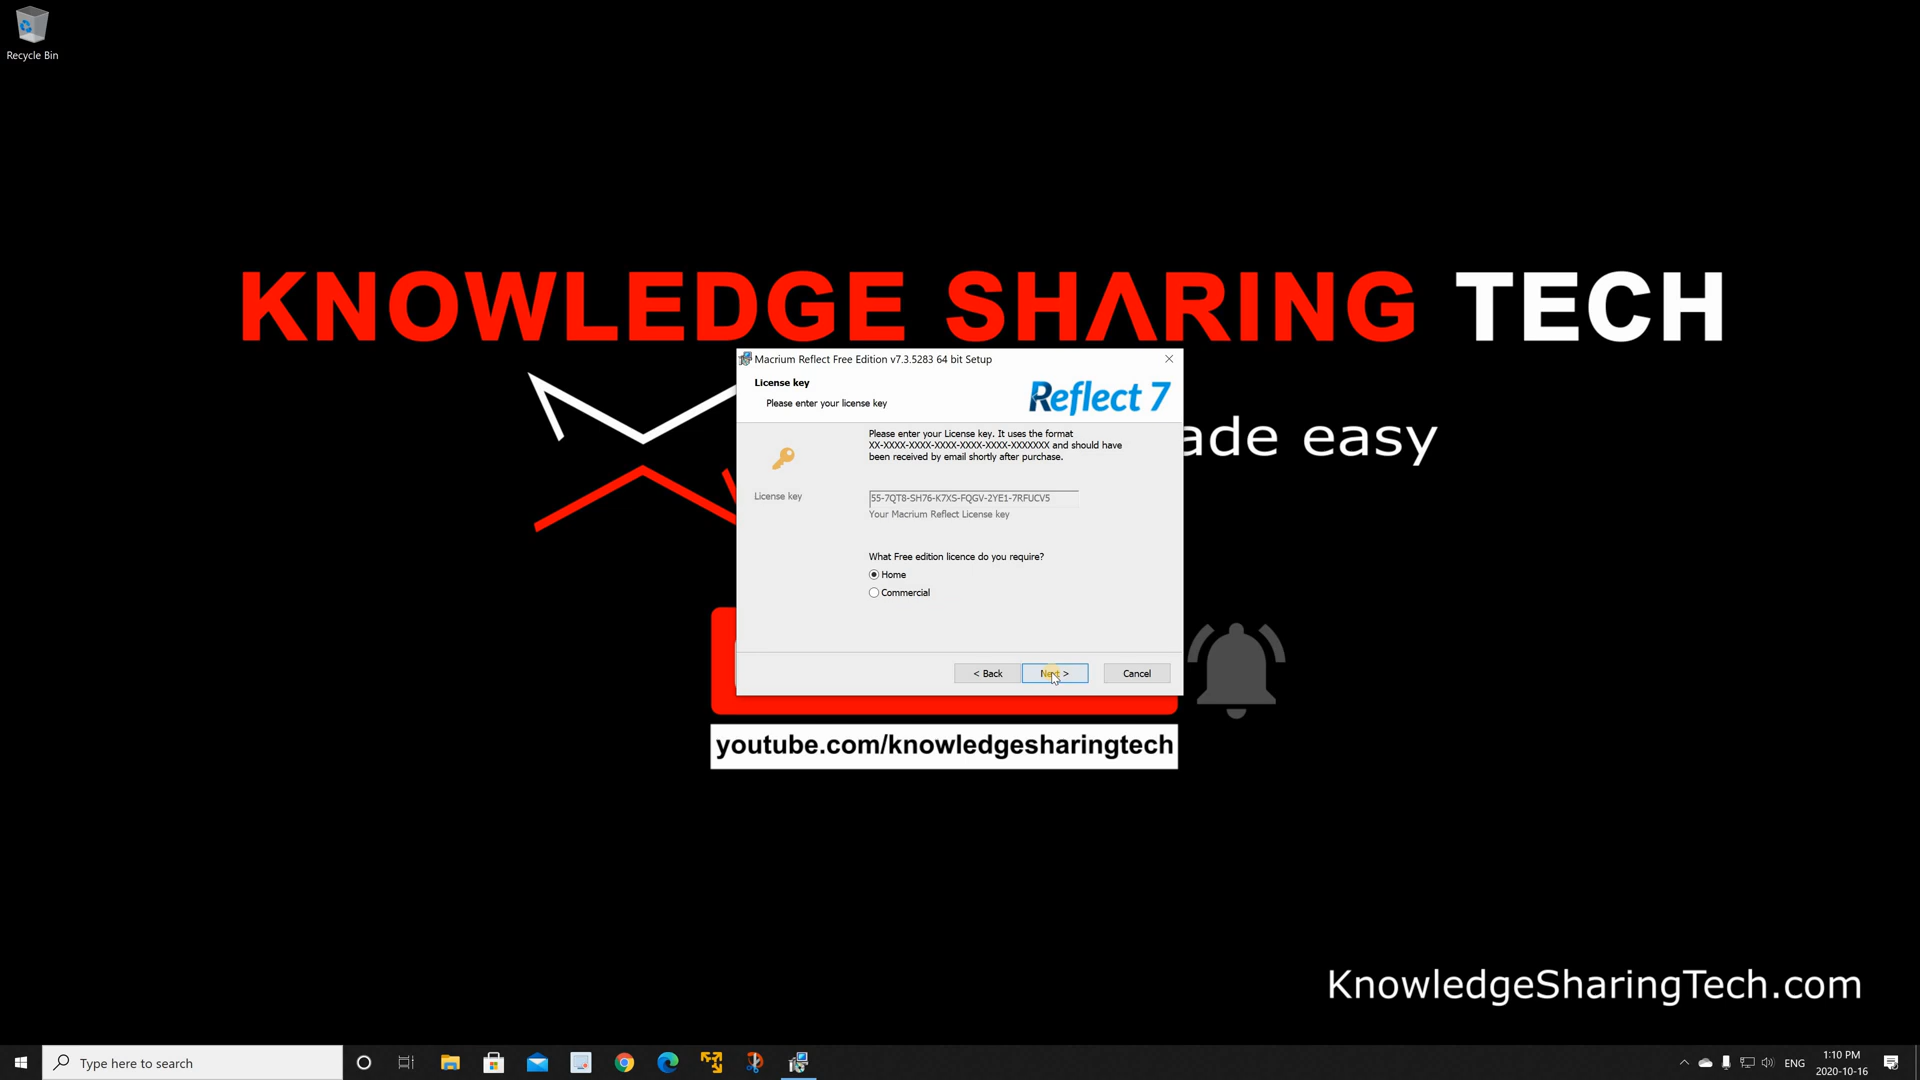 Recycle Bin
KNOWLEDGE SHARING TECH
Macrium Reflect Free Edition v7.3.5283 64 bit Setup
License key
Please enter your license key
Reflect 7
Please enter your License key. It uses the format
XX-XXXX-XXXX-XXXX-XXXX-XXXX-XXXXXXX and should have
been received by email shortly after purchase.
ade easy
License key
55-7QT8-SH76-K7XS-FQGV-2YE1-7RFUCV5
Your Macrium Reflect License key
What Free edition licence do you require?
Home
Commercial
< Back
Next >
Cancel
youtube.com/knowledgesharingtech
KnowledgeSharingTech.com
Type here to search
ENG
1:10 PM
2020-10-16